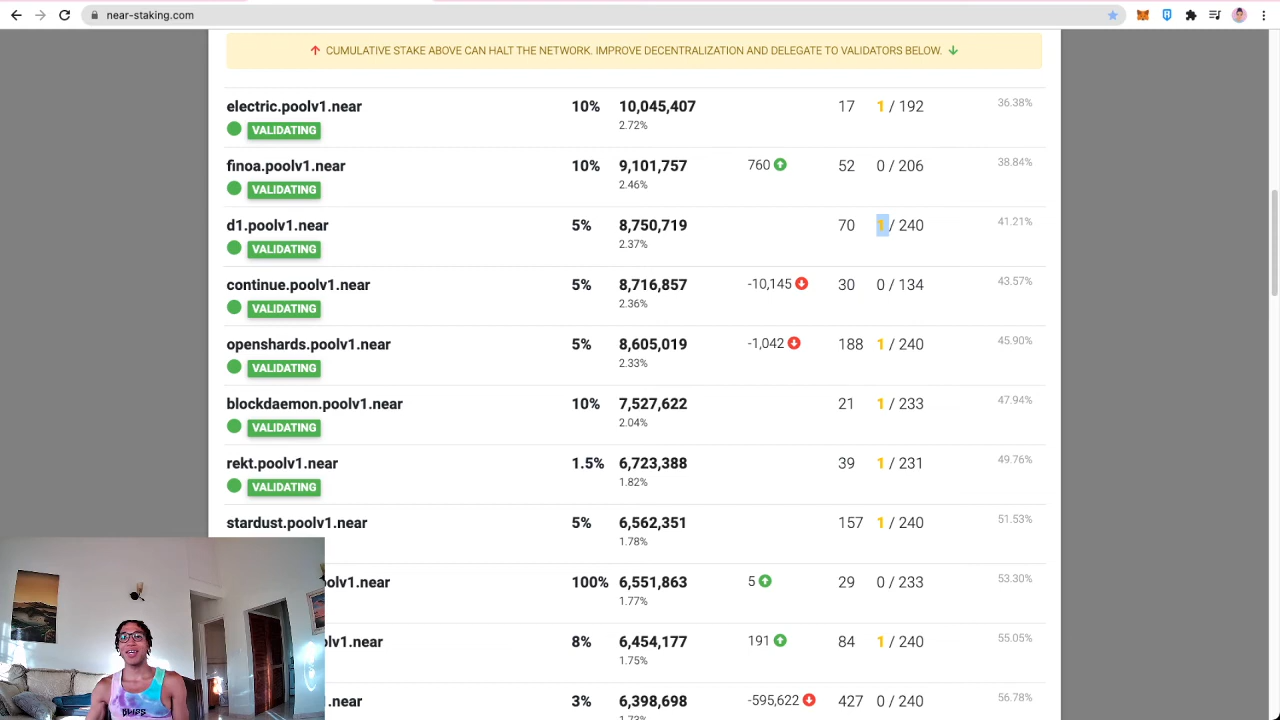 near-staking.com
CUMULATIVE STAKE ABOVE CAN HALT THE NETWORK. IMPROVE DECENTRALIZATION AND DELEGATE TO VALIDATORS BELOW.
electric.poolv1.near 10% 10,045,407 17 1 / 192 36.38%
2.72%
VALIDATING
finoa.poolv1.near 10% 9,101,757 760 52 0 / 206 38.84%
2.46%
VALIDATING
d1.poolv1.near 5% 8,750,719 70 1 / 240 41.21%
2.37%
VALIDATING
continue.poolv1.near 5% 8,716,857 -10,145 30 0 / 134 43.57%
2.36%
VALIDATING
openshards.poolv1.near 5% 8,605,019 -1,042 188 1 / 240 45.90%
2.33%
VALIDATING
blockdaemon.poolv1.near 10% 7,527,622 21 1 / 233 47.94%
2.04%
VALIDATING
rekt.poolv1.near 1.5% 6,723,388 39 1 / 231 49.76%
1.82%
VALIDATING
stardust.poolv1.near 5% 6,562,351 157 1 / 240 51.53%
1.78%
olv1.near 100% 6,551,863 5 29 0 / 233 53.30%
1.77%
lv1.near 8% 6,454,177 191 84 1 / 240 55.05%
1.75%
.near 3% 6,398,698 -595,622 427 0 / 240 56.78%
1.73%